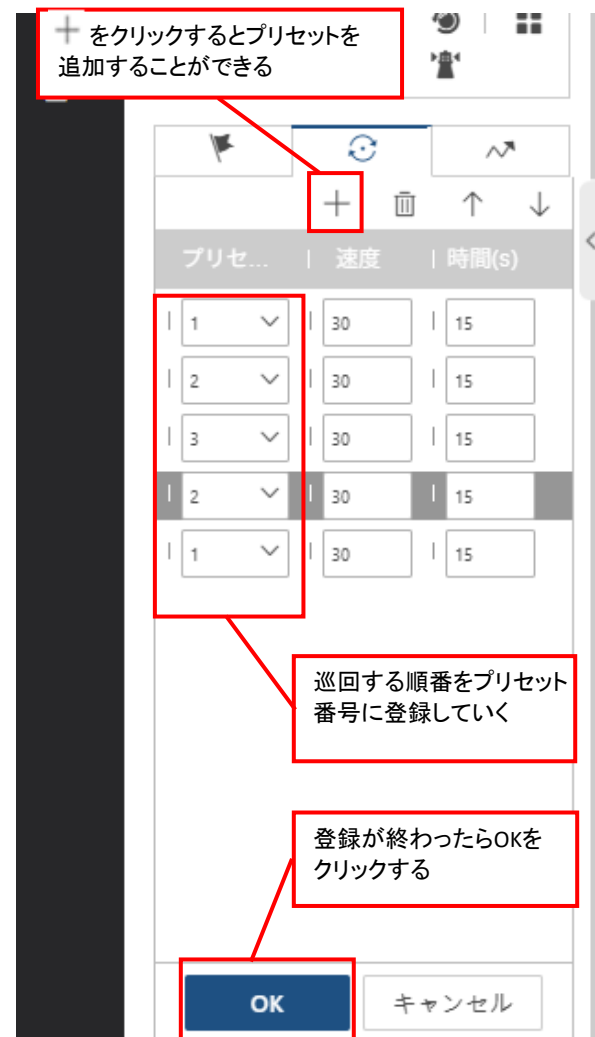 ＋ をクリックするとプリセットを
追加することができる
プリセ... | 速度 | 時間(s)
1 30 15
2 30 15
3 30 15
2 30 15
1 30 15
巡回する順番をプリセット
番号に登録していく
登録が終わったらOKを
クリックする
OK キャンセル